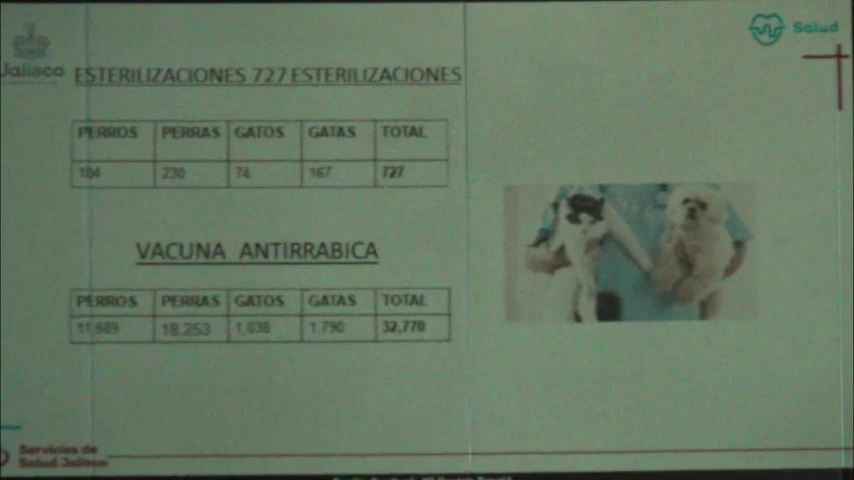 Jalisco
Salud
ESTERILIZACIONES 727 ESTERILIZACIONES
PERROS PERRAS GATOS GATAS TOTAL
230 74 167 727
VACUNA ANTIRRABICA
PERROS PERRAS GATOS GATAS TOTAL
11,689 18,253 1,038 1,790 32,770
Servicios de
Salud Jalisco